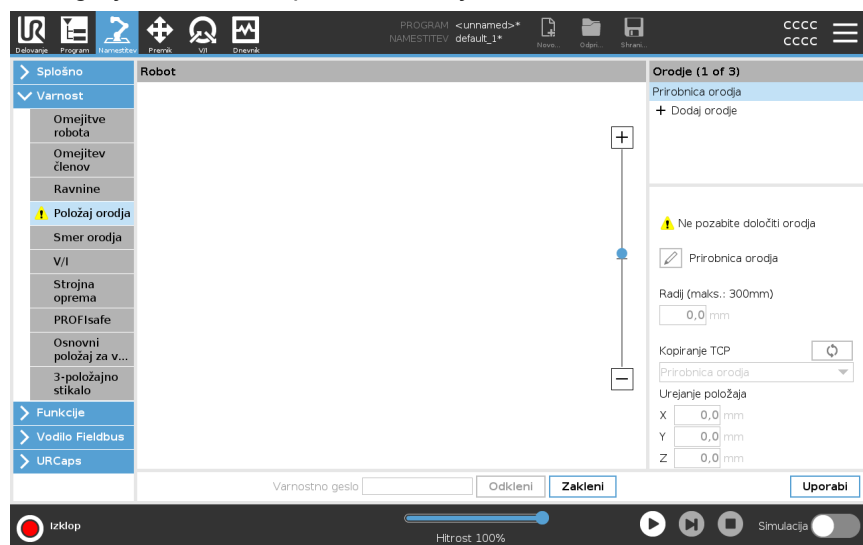 PROGRAM <unnamed>*
NAMESTITEV default_1*
cccc
cccc
Delovanje
Program
Namestitev
Premik
V/I
Dnevnik
Novo...
Odpri...
Shrani...
Splošno
Varnost
Omejitve robota
Omejitev členov
Ravnine
Položaj orodja
Smer orodja
V/I
Strojna oprema
PROFIsafe
Osnovni položaj za v...
3-položajno stikalo
Funkcije
Vodilo Fieldbus
URCaps
Robot
Orodje (1 of 3)
Prirobnica orodja
Dodaj orodje
Ne pozabite določiti orodja
Prirobnica orodja
Radij (maks.: 300mm)
0,0 mm
Kopiranje TCP
Prirobnica orodja
Urejanje položaja
X 0,0 mm
Y 0,0 mm
Z 0,0 mm
Varnostno geslo
Odkleni
Zakleni
Uporabi
Izklop
Hitrost 100%
Simulacija